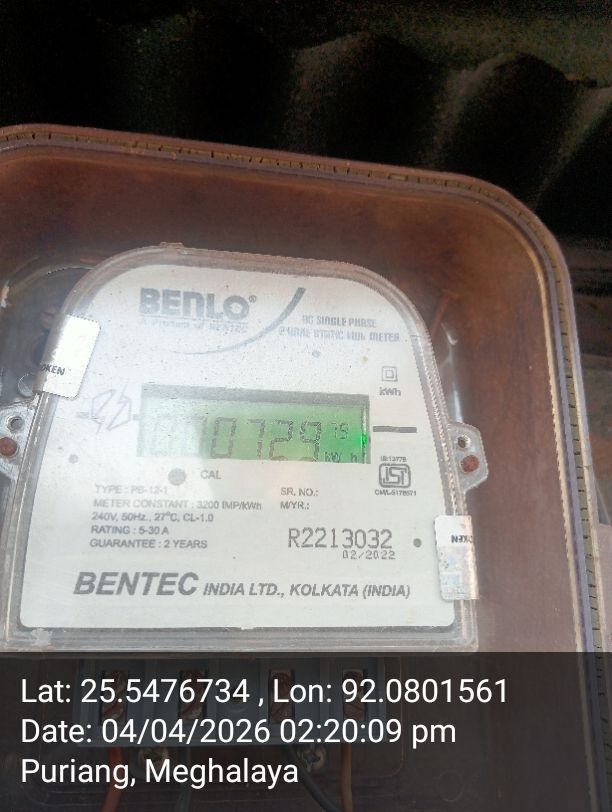 BENLO®
A Product of BENTEC
AC SINGLE PHASE
2 WIRE STATIC kWh METER
kWh
OKEN
000729
kW h
CAL
IS:13779
TYPE : PB-12-1
SR. NO.:
METER CONSTANT : 3200 IMP/kWh
M/YR.:
240V, 50Hz., 27°C, CL-1.0
RATING : 5-30 A
GUARANTEE : 2 YEARS
R2213032
02/2022
BENTEC INDIA LTD., KOLKATA (INDIA)
Lat: 25.5476734 , Lon: 92.0801561
Date: 04/04/2026 02:20:09 pm
Puriang, Meghalaya